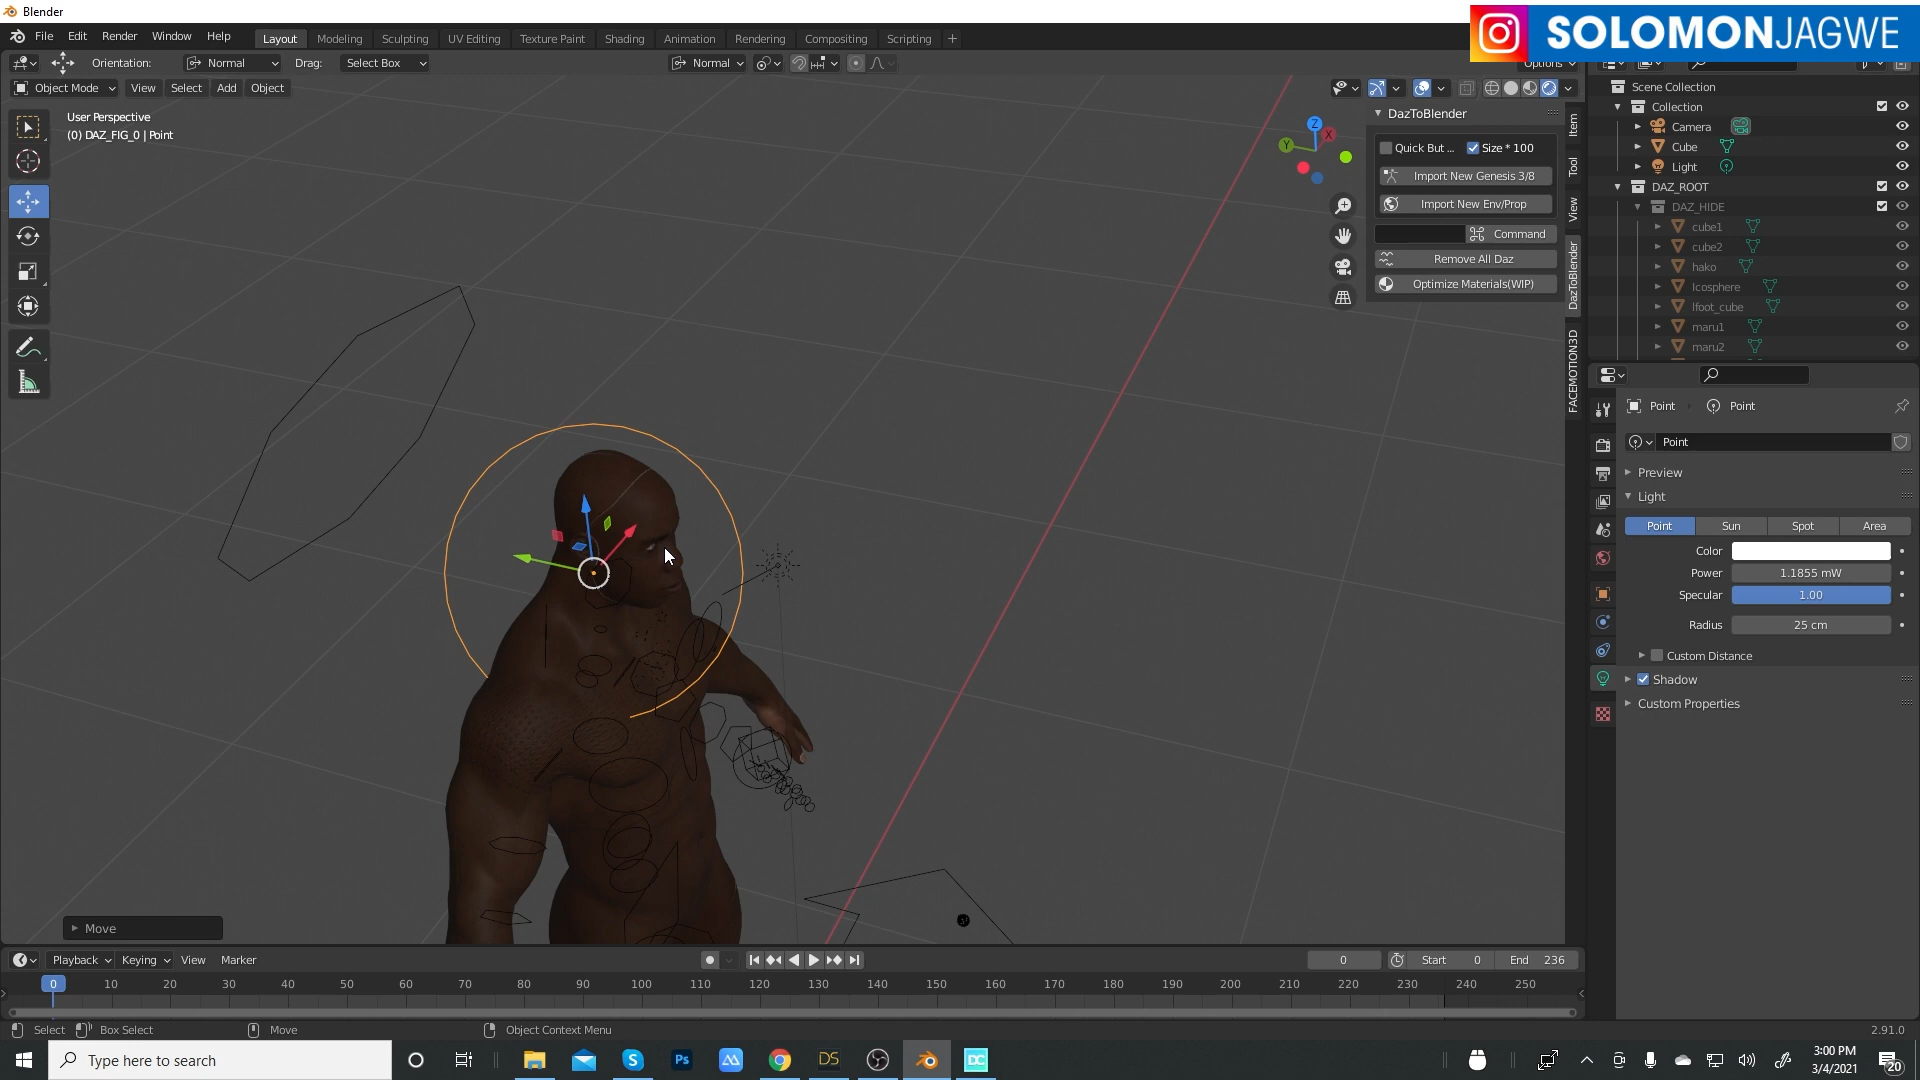 Blender
SOLOMONJAGWE
File Edit Render Window Help
Layout Modeling Sculpting UV Editing Texture Paint Shading Animation Rendering Compositing Scripting +
Orientation: Normal Drag: Select Box Normal Options
Object Mode View Select Add Object
User Perspective
(0) DAZ_FIG_0 | Point
Z
X
Y
DazToBlender
Quick But ... Size * 100
Import New Genesis 3/8
Import New Env/Prop
Command
Remove All Daz
Optimize Materials(WIP)
Item
Tool
View
DazToBlender
FACEMOTION3D
Scene Collection
Collection
Camera
Cube
Light
DAZ_ROOT
DAZ_HIDE
cube1
cube2
hako
Icosphere
lfoot_cube
maru1
maru2
Point Point
Point
Preview
Light
Point Sun Spot Area
Color
Power 1.1855 mW
Specular 1.00
Radius 25 cm
Custom Distance
Shadow
Custom Properties
Move
Playback Keying View Marker 0 Start 0 End 236
0 10 20 30 40 50 60 70 80 90 100 110 120 130 140 150 160 170 180 190 200 210 220 230 240 250
Select Box Select Move Object Context Menu 2.91.0
Type here to search
Ps
DS
DC
3:00 PM
3/4/2021
20